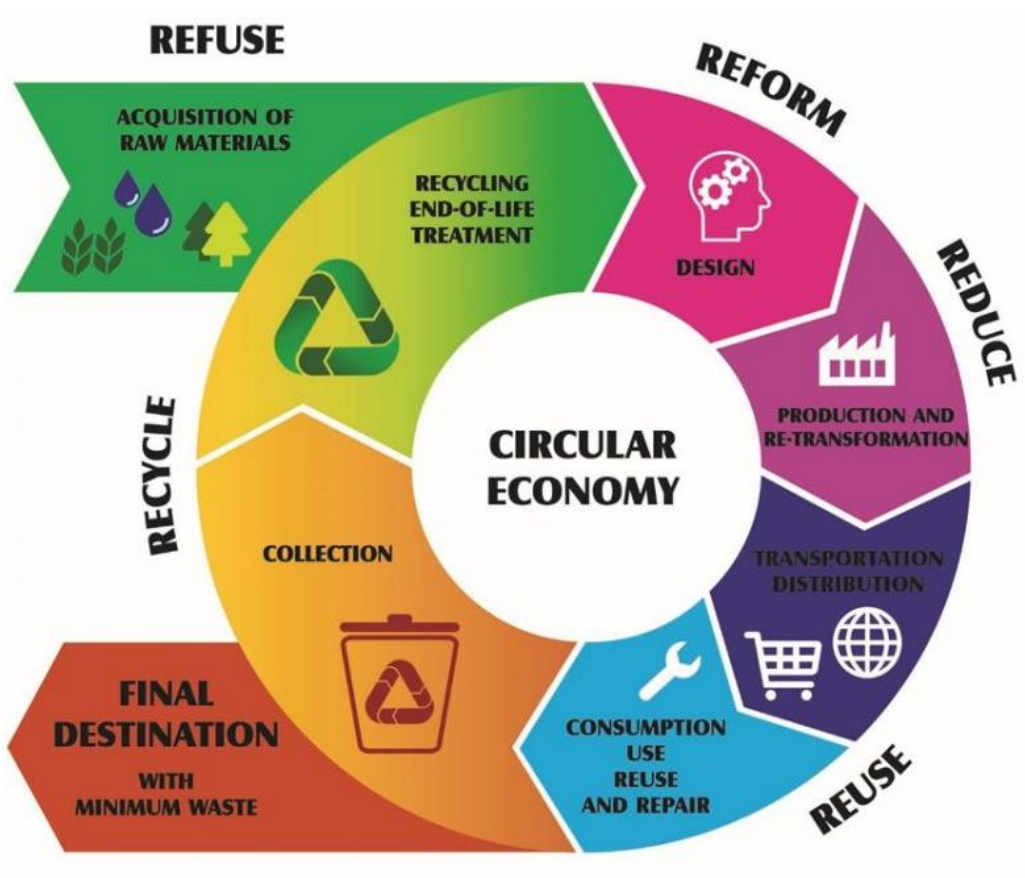 REFUSE
ACQUISITION OF
RAW MATERIALS
RECYCLING
END-OF-LIFE
TREATMENT
REFORM
DESIGN
REDUCE
PRODUCTION AND
RE-TRANSFORMATION
CIRCULAR
ECONOMY
TRANSPORTATION
DISTRIBUTION
REUSE
CONSUMPTION
USE
REUSE
AND REPAIR
RECYCLE
COLLECTION
FINAL
DESTINATION
WITH
MINIMUM WASTE